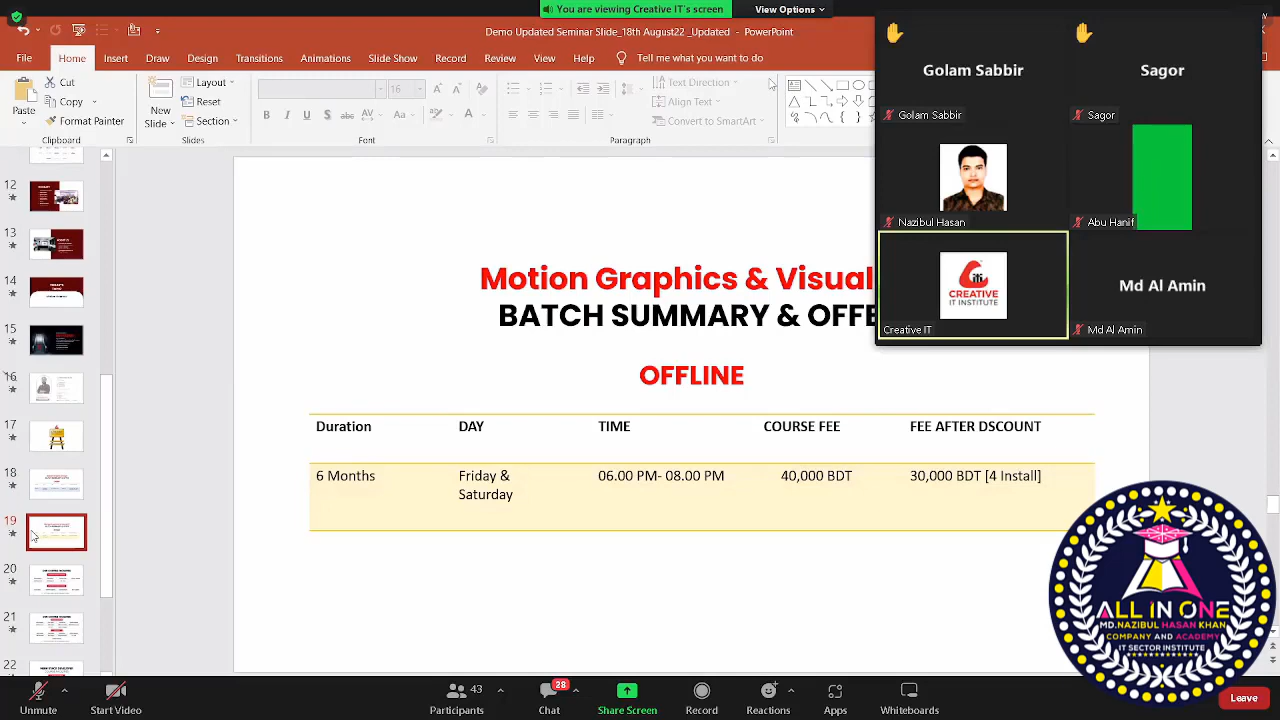 You are viewing Creative IT's screen
View Options
Demo Updated Seminar Slide_18th August22 _Updated - PowerPoint
File
Home
Insert
Draw
Design
Transitions
Animations
Slide Show
Review
View
Help
Tell me what you want to do
Cut
Copy
Format Painter
Paste
New
Slide
Layout
Reset
Section
16
Text Direction
Align Text
Convert to SmartArt
Clipboard
Slides
Font
Paragraph
Golam Sabbir
Sagor
Golam Sabbir
Sagor
Nazibul Hasan
Abu Hanif
CREATIVE
IT INSTITUTE
Creative IT
Md Al Amin
Md Al Amin
Motion Graphics & Visual
BATCH SUMMARY & OFFE
OFFLINE
Duration DAY TIME COURSE FEE FEE AFTER DSCOUNT
6 Months Friday & 06.00 PM- 08.00 PM 40,000 BDT 30,000 BDT [4 Install]
Saturday
13
14
15
16
17
18
19
20
21
22
ALL IN ONE
MD.NAZIBUL HASAN KHAN
COMPANY AND ACADEMY
IT SECTOR INSTITUTE
Unmute
Start Video
43
Participants
28
Chat
Share Screen
Record
Reactions
Apps
Whiteboards
Leave